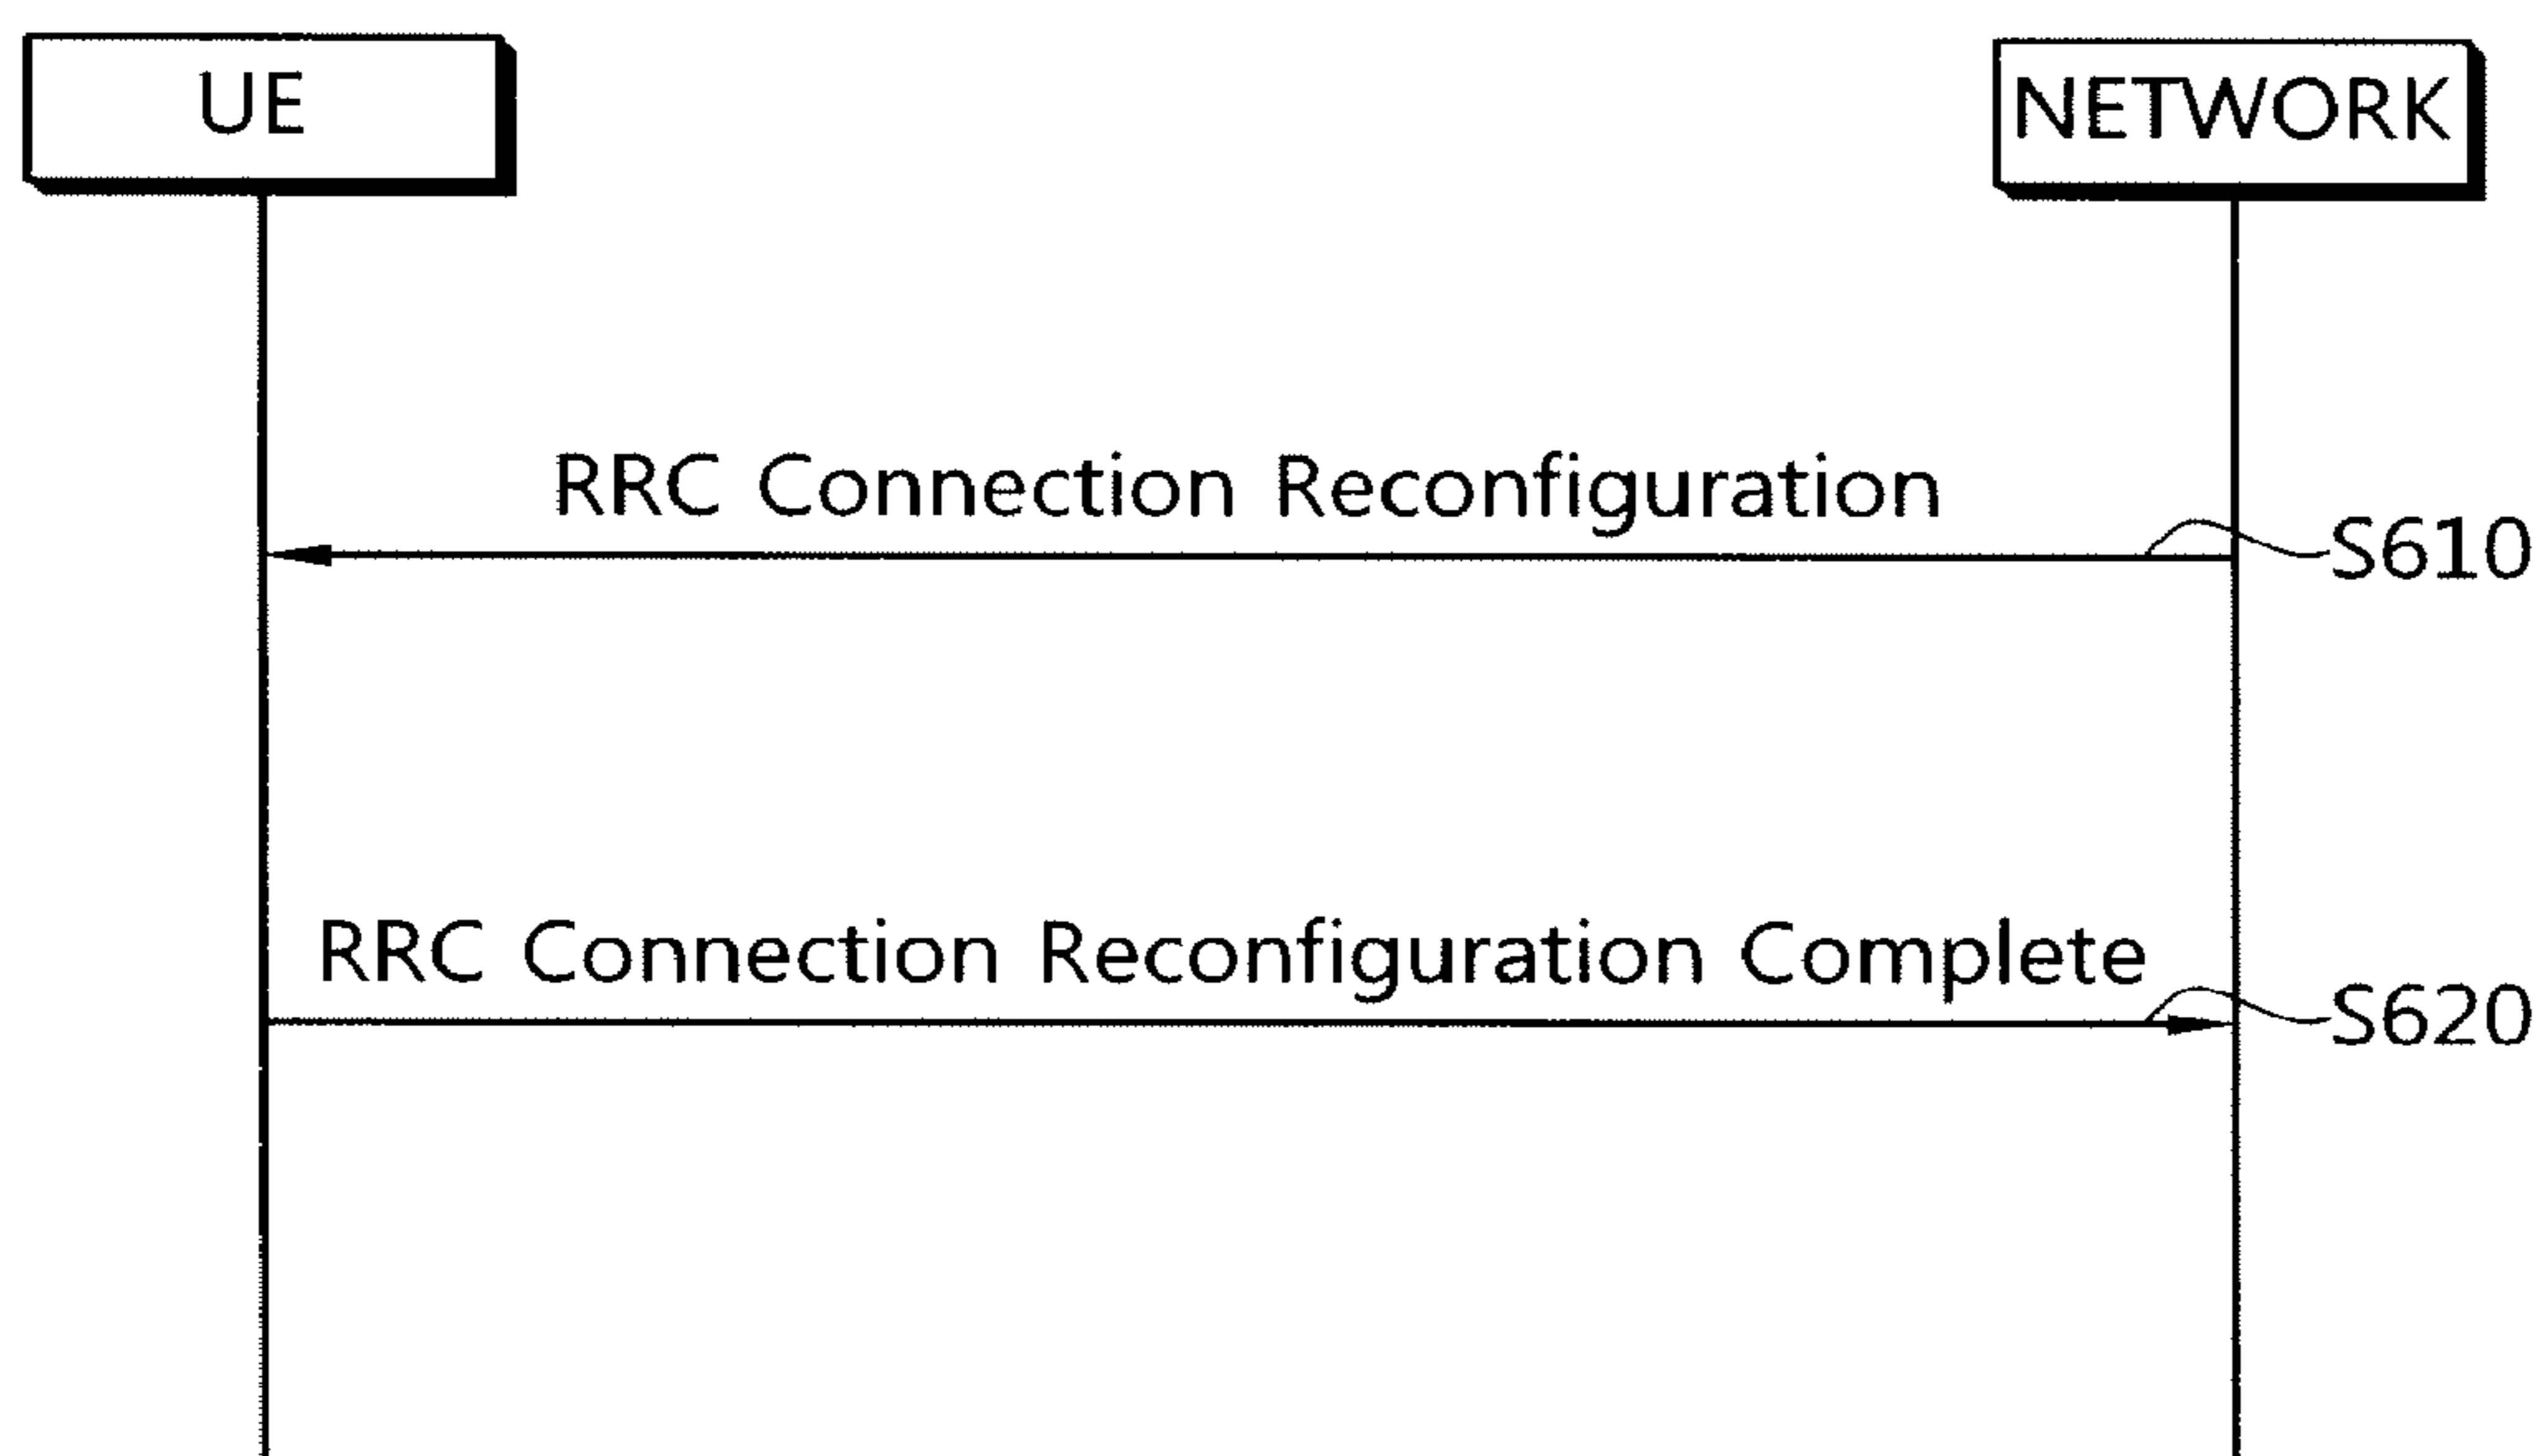 UE
NETWORK
RRC Connection Reconfiguration
S610
RRC Connection Reconfiguration Complete
S620